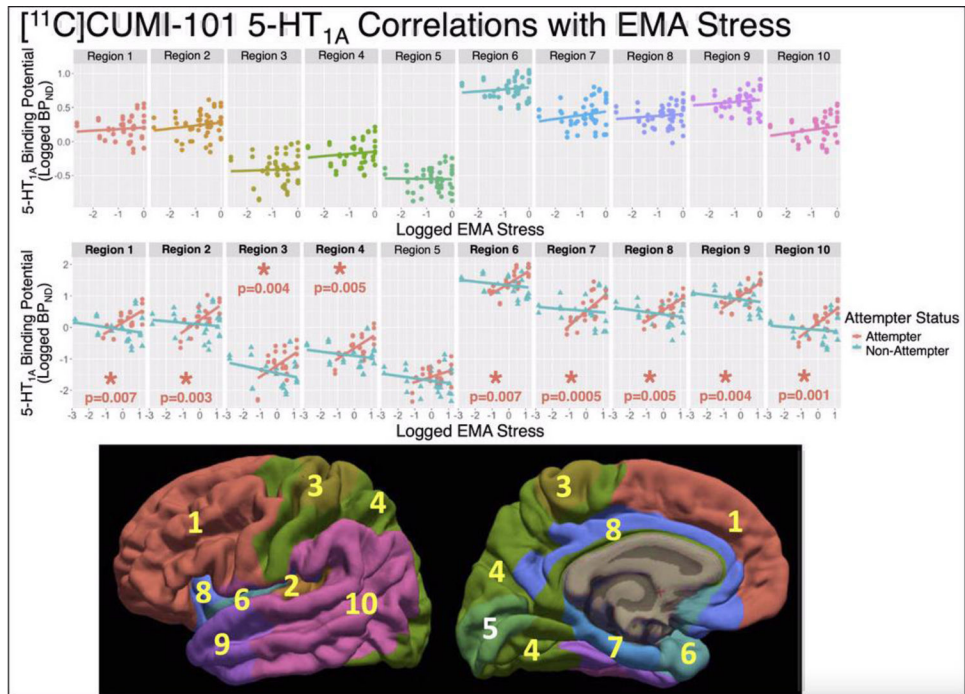 [¹¹C]CUMI-101 5-HT₁A Correlations with EMA Stress
Region 1 Region 2 Region 3 Region 4 Region 5 Region 6 Region 7 Region 8 Region 9 Region 10
5-HT₁A Binding Potential
(Logged BP_ND)
1.0
0.5
0.0
-0.5
-2 -1 0 -2 -1 0 -2 -1 0 -2 -1 0 -2 -1 0 -2 -1 0 -2 -1 0 -2 -1 0 -2 -1 0 -2 -1 0
Logged EMA Stress
Region 1 Region 2 Region 3 Region 4 Region 5 Region 6 Region 7 Region 8 Region 9 Region 10
5-HT₁A Binding Potential
(Logged BP_ND)
2
1
0
-1
-2
* * * * * * * * *
p=0.004 p=0.005
p=0.007 p=0.003 p=0.007 p=0.0005 p=0.005 p=0.004 p=0.001
-3 -2 -1 0 1 -3 -2 -1 0 1 -3 -2 -1 0 1 -3 -2 -1 0 1 -3 -2 -1 0 1 -3 -2 -1 0 1 -3 -2 -1 0 1 -3 -2 -1 0 1 -3 -2 -1 0 1 -3 -2 -1 0 1
Logged EMA Stress
Attempter Status
Attempter
Non-Attempter
3 3
4
1 1
8
4
8 6 2 10
5
9 4 7 6